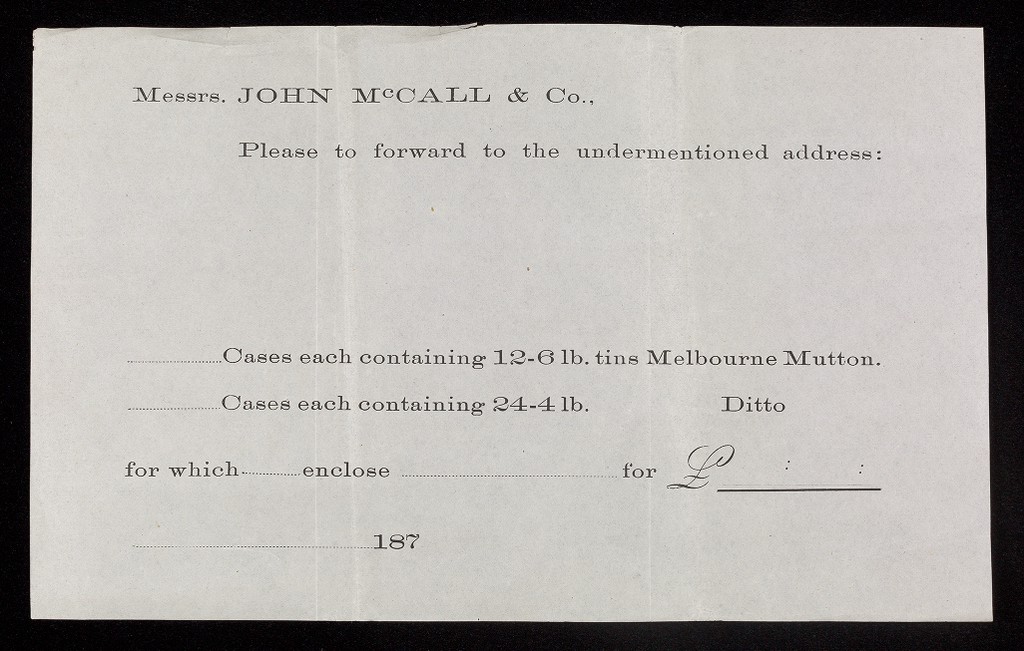 Messrs. JOHN McCALL & Co.,
Please to forward to the undermentioned address:
............Cases each containing 12-6 lb. tins Melbourne Mutton.
............Cases each containing 24-4 lb. Ditto
for which............enclose ........................................for £ : :
........................................187